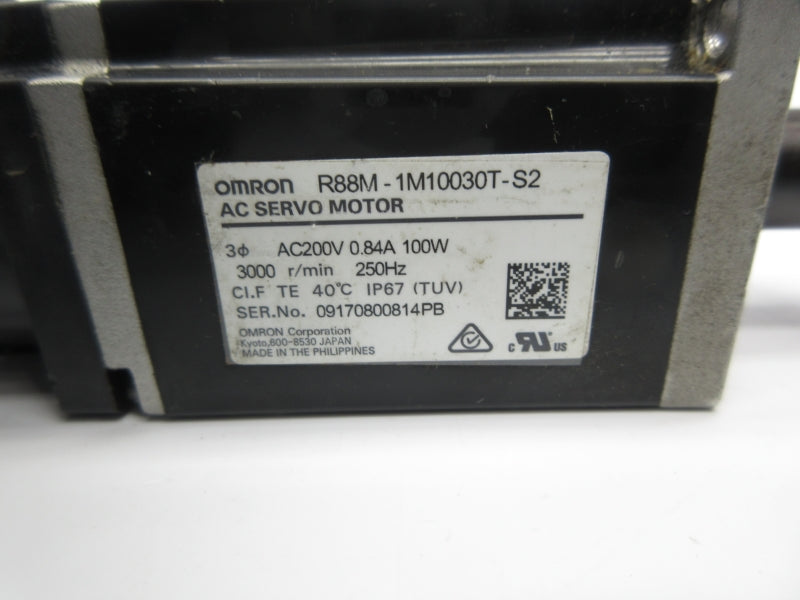 OMRON R88M-1M10030T-S2
AC SERVO MOTOR
3ϕ AC200V 0.84A 100W
3000 r/min 250Hz
CI.F TE 40°C IP67 (TUV)
SER.No. 09170800814PB
OMRON Corporation
Kyoto,600-8530 JAPAN
MADE IN THE PHILIPPINES
c RU US